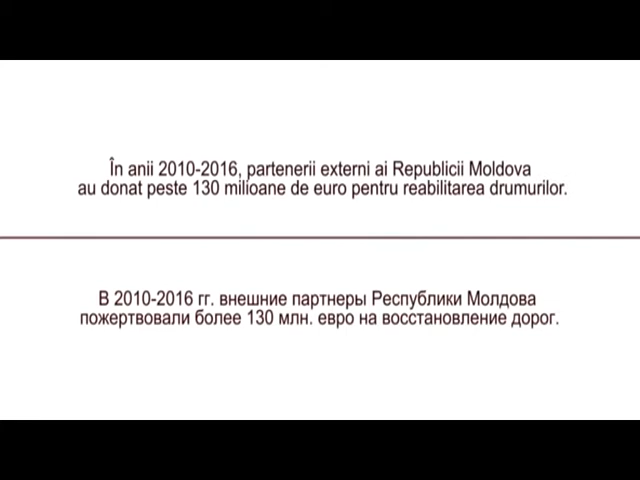 În anii 2010-2016, partenerii externi ai Republicii Moldova
au donat peste 130 milioane de euro pentru reabilitarea drumurilor.
В 2010-2016 гг. внешние партнеры Республики Молдова
пожертвовали более 130 млн. евро на восстановление дорог.